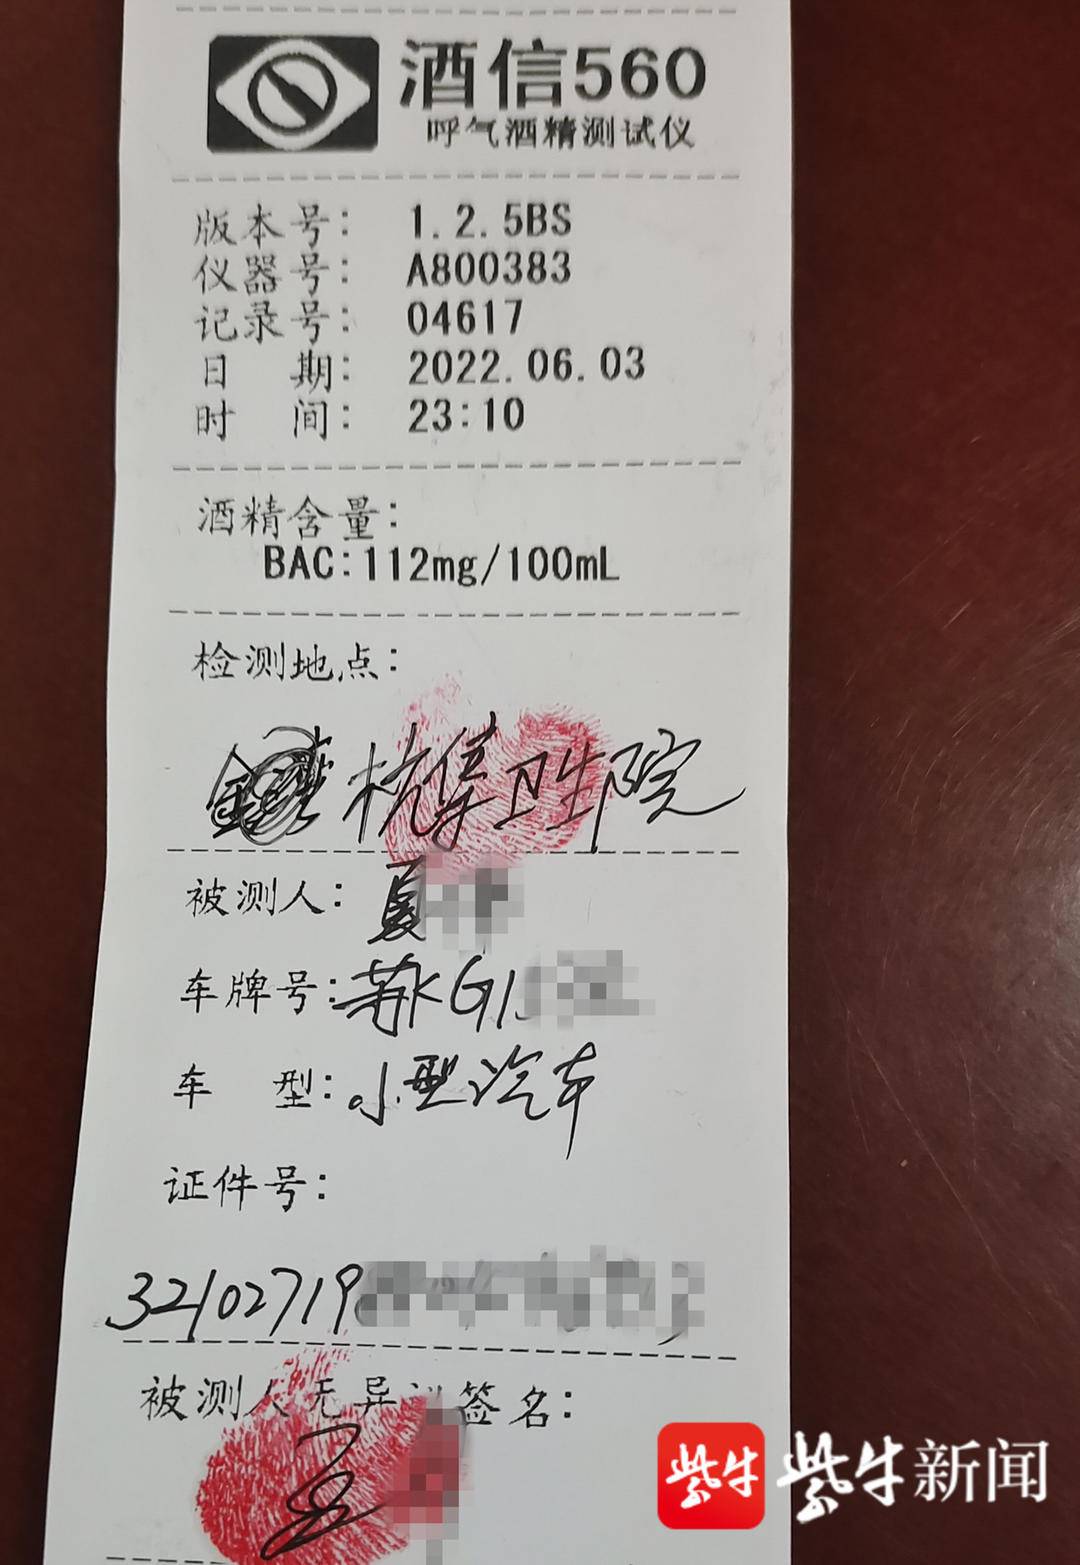 酒信560
呼气酒精测试仪
版本号： 1.2.5BS
仪器号： A800383
记录号： 04617
日 期： 2022.06.03
时 间： 23:10
酒精含量：
BAC:112mg/100mL
检测地点：
杭集卫生院
被测人：夏
车牌号：苏KG1
车 型：小型汽车
证件号：
32102719
被测人无异议签名：
夏
紫牛 紫牛新闻